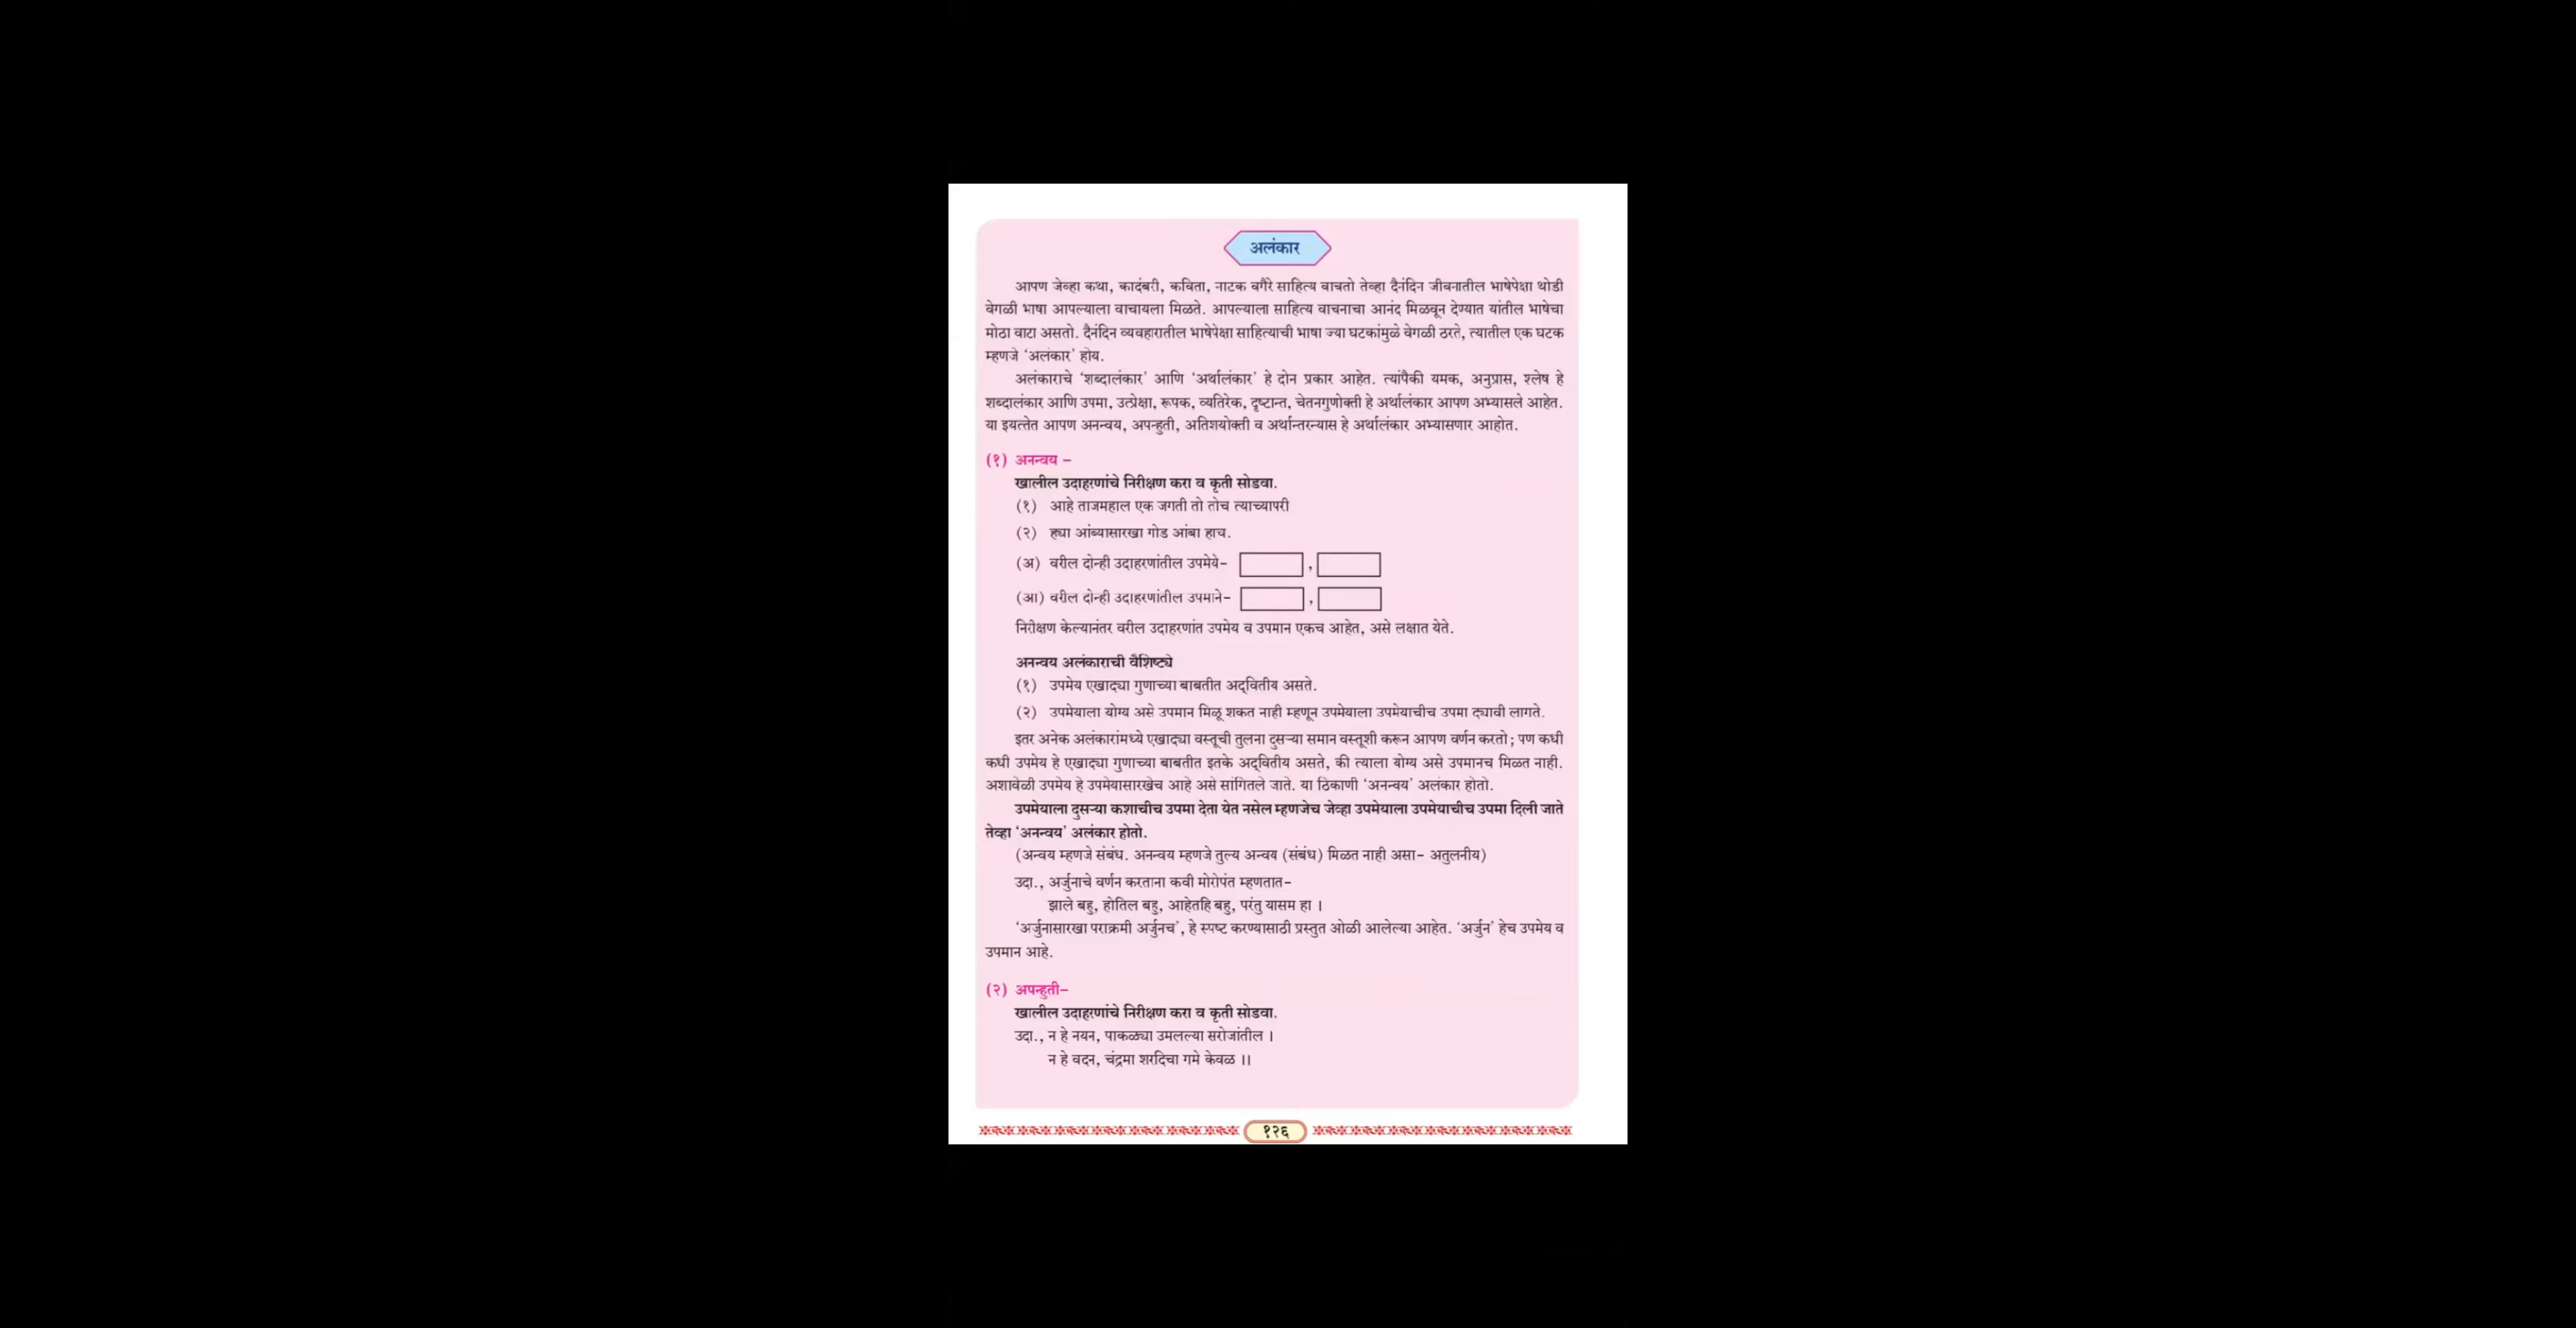 अलंकार
आपण जेव्हा कथा, कादंबरी, कविता, नाटक वगैरे साहित्य वाचतो तेव्हा दैनंदिन जीवनातील भाषेपेक्षा थोडी
वेगळी भाषा आपल्याला वाचायला मिळते. आपल्याला साहित्य वाचनाचा आनंद मिळवून देण्यात यांतील भाषेचा
मोठा वाटा असतो. दैनंदिन व्यवहारातील भाषेपेक्षा साहित्याची भाषा ज्या घटकांमुळे वेगळी ठरते, त्यातील एक घटक
म्हणजे ‘अलंकार’ होय.
अलंकाराचे ‘शब्दालंकार’ आणि ‘अर्थालंकार’ हे दोन प्रकार आहेत. त्यांपैकी यमक, अनुप्रास, श्लेष हे
शब्दालंकार आणि उपमा, उत्प्रेक्षा, रूपक, व्यतिरेक, दृष्टान्त, चेतनगुणोक्ती हे अर्थालंकार आपण अभ्यासले आहेत.
या इयत्तेत आपण अनन्वय, अपन्हुती, अतिशयोक्ती व अर्थान्तरन्यास हे अर्थालंकार अभ्यासणार आहोत.
(१) अनन्वय –
खालील उदाहरणांचे निरीक्षण करा व कृती सोडवा.
(१) आहे ताजमहाल एक जगती तो तोच त्याच्यापरी
(२) ह्या आंब्यासारखा गोड आंबा हाच.
(अ) वरील दोन्ही उदाहरणांतील उपमेये– ,
(आ) वरील दोन्ही उदाहरणांतील उपमाने– ,
निरीक्षण केल्यानंतर वरील उदाहरणांत उपमेय व उपमान एकच आहेत, असे लक्षात येते.
अनन्वय अलंकाराची वैशिष्ट्ये
(१) उपमेय एखाद्या गुणाच्या बाबतीत अद्‌वितीय असते.
(२) उपमेयाला योग्य असे उपमान मिळू शकत नाही म्हणून उपमेयाला उपमेयाचीच उपमा द्यावी लागते.
इतर अनेक अलंकारांमध्ये एखाद्या वस्तूची तुलना दुसऱ्या समान वस्तूशी करून आपण वर्णन करतो; पण कधी
कधी उपमेय हे एखाद्या गुणाच्या बाबतीत इतके अद्‌वितीय असते, की त्याला योग्य असे उपमानच मिळत नाही.
अशावेळी उपमेय हे उपमेयासारखेच आहे असे सांगितले जाते. या ठिकाणी ‘अनन्वय’ अलंकार होतो.
उपमेयाला दुसऱ्या कशाचीच उपमा देता येत नसेल म्हणजेच जेव्हा उपमेयाला उपमेयाचीच उपमा दिली जाते
तेव्हा ‘अनन्वय’ अलंकार होतो.
(अन्वय म्हणजे संबंध. अनन्वय म्हणजे तुल्य अन्वय (संबंध) मिळत नाही असा– अतुलनीय)
उदा., अर्जुनाचे वर्णन करताना कवी मोरोपंत म्हणतात–
झाले बहु, होतिल बहु, आहेतहि बहु, परंतु यासम हा ।
‘अर्जुनासारखा पराक्रमी अर्जुनच’, हे स्पष्ट करण्यासाठी प्रस्तुत ओळी आलेल्या आहेत. ‘अर्जुन’ हेच उपमेय व
उपमान आहे.
(२) अपन्हुती–
खालील उदाहरणांचे निरीक्षण करा व कृती सोडवा.
उदा., न हे नयन, पाकळ्या उमलल्या सरोजांतील ।
न हे वदन, चंद्रमा शरदिचा गमे केवळ ।।
१२६